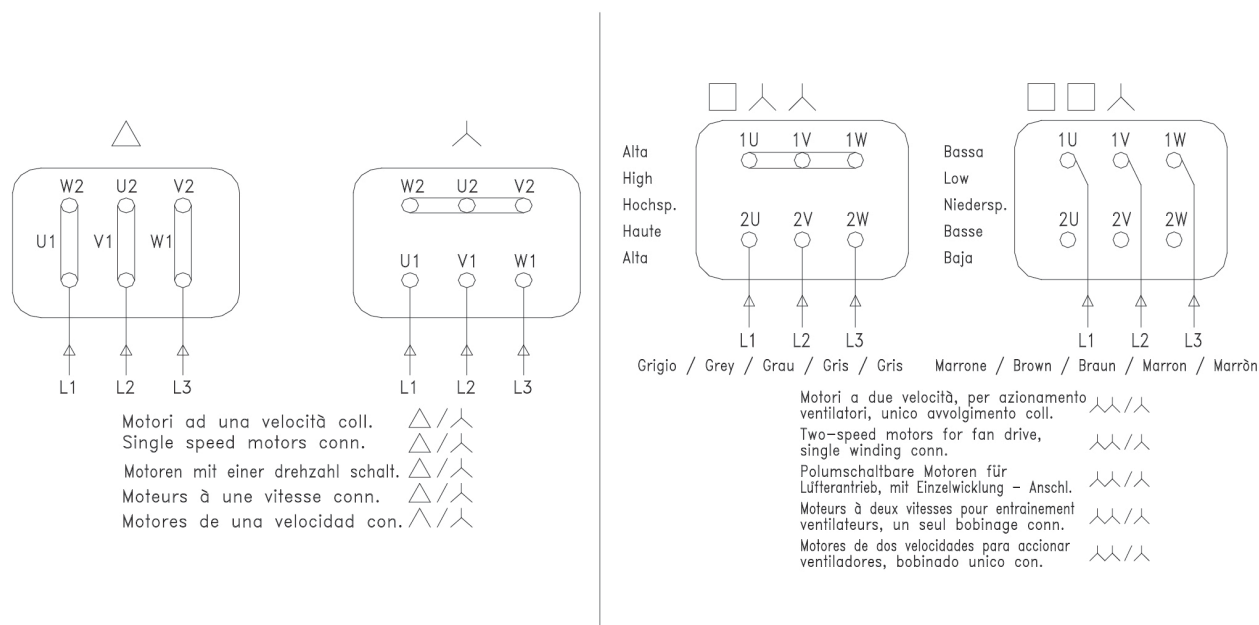 W2 U2 V2
U1 V1 W1
L1 L2 L3
W2 U2 V2
U1 V1 W1
L1 L2 L3
Motori ad una velocità coll.
Single speed motors conn.
Motoren mit einer drehzahl schalt.
Moteurs à une vitesse conn.
Motores de una velocidad con.
Alta
High
Hochsp.
Haute
Alta
1U 1V 1W
2U 2V 2W
L1 L2 L3
Grigio / Grey / Grau / Gris / Gris
Bassa
Low
Niedersp.
Basse
Baja
1U 1V 1W
2U 2V 2W
L1 L2 L3
Marrone / Brown / Braun / Marron / Marròn
Motori a due velocità, per azionamento
ventilatori, unico avvolgimento coll.
Two-speed motors for fan drive,
single winding conn.
Polumschaltbare Motoren für
Lüfterantrieb, mit Einzelwicklung - Anschl.
Moteurs à deux vitesses pour entrainement
ventilateurs, un seul bobinage conn.
Motores de dos velocidades para accionar
ventiladores, bobinado unico con.